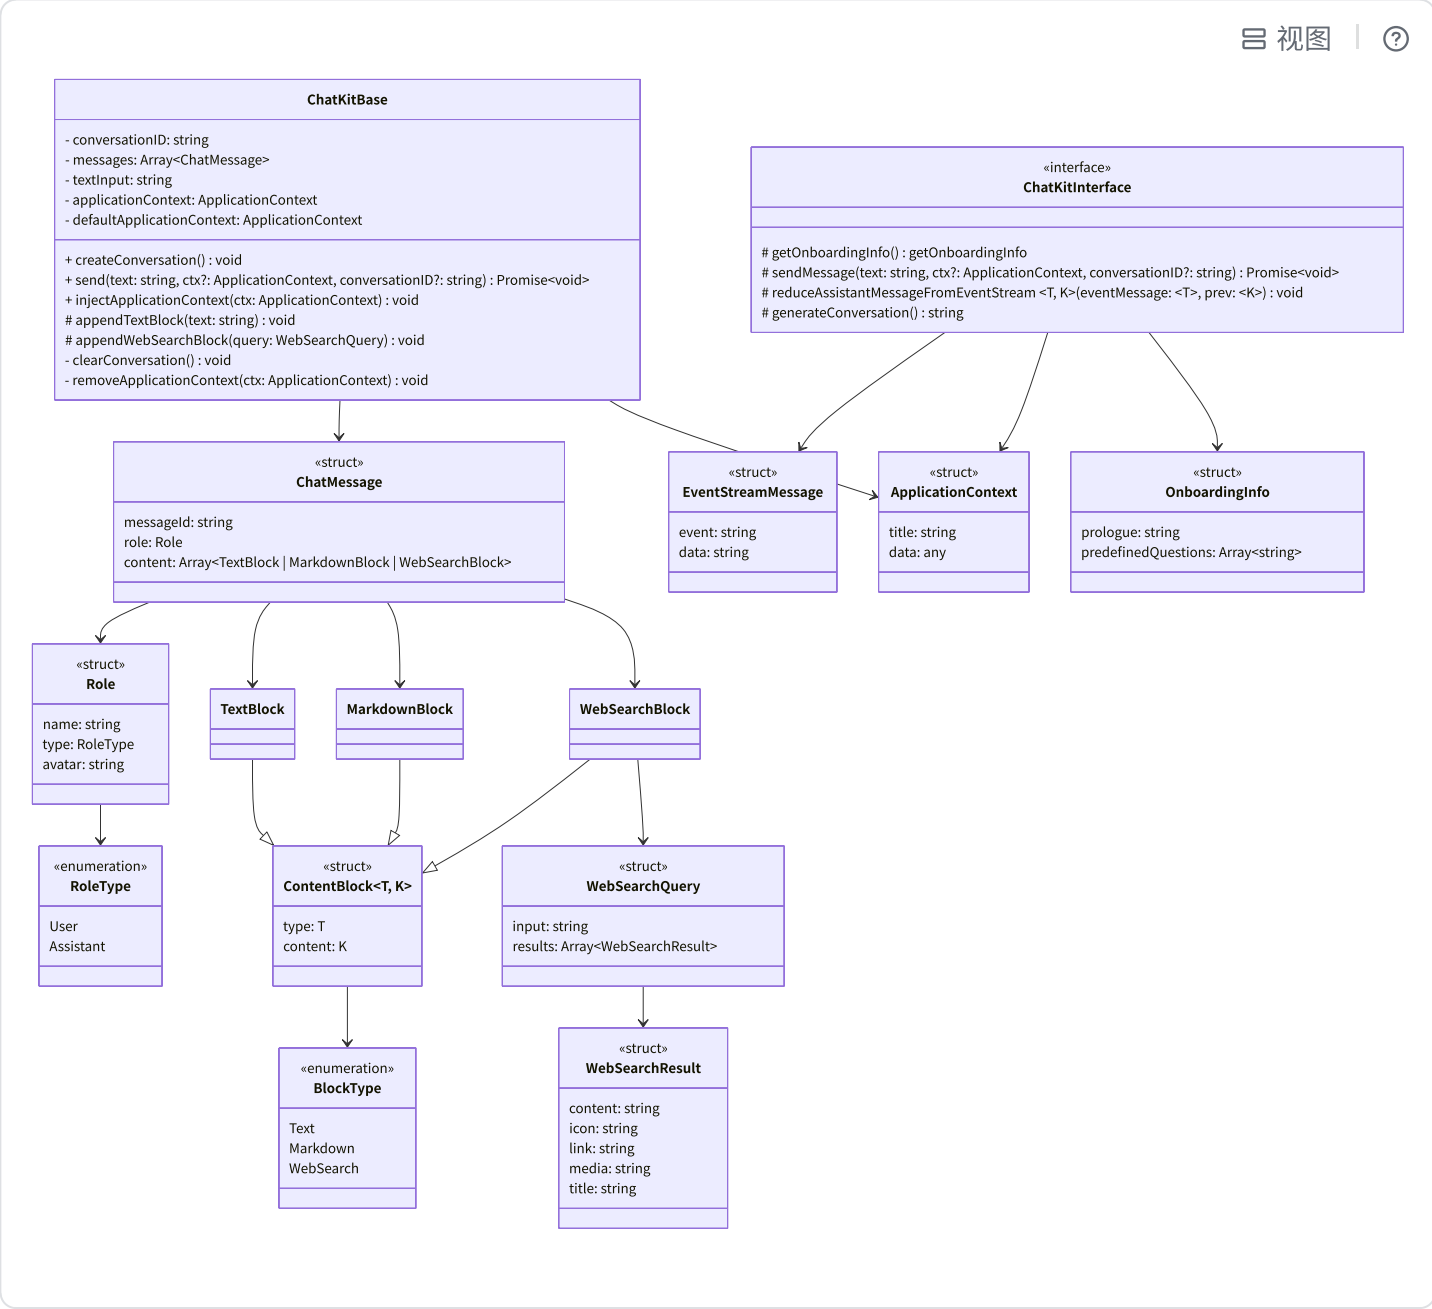 视图
ChatKitBase
- conversationID: string
- messages: Array<ChatMessage>
- textInput: string
- applicationContext: ApplicationContext
- defaultApplicationContext: ApplicationContext
+ createConversation() : void
+ send(text: string, ctx?: ApplicationContext, conversationID?: string) : Promise<void>
+ injectApplicationContext(ctx: ApplicationContext) : void
# appendTextBlock(text: string) : void
# appendWebSearchBlock(query: WebSearchQuery) : void
- clearConversation() : void
- removeApplicationContext(ctx: ApplicationContext) : void
«interface»
ChatKitInterface
# getOnboardingInfo() : getOnboardingInfo
# sendMessage(text: string, ctx?: ApplicationContext, conversationID?: string) : Promise<void>
# reduceAssistantMessageFromEventStream <T, K>(eventMessage: <T>, prev: <K>) : void
# generateConversation() : string
«struct»
ChatMessage
messageId: string
role: Role
content: Array<TextBlock | MarkdownBlock | WebSearchBlock>
«struct»
EventStreamMessage
event: string
data: string
«struct»
ApplicationContext
title: string
data: any
«struct»
OnboardingInfo
prologue: string
predefinedQuestions: Array<string>
«struct»
Role
name: string
type: RoleType
avatar: string
TextBlock
MarkdownBlock
WebSearchBlock
«enumeration»
RoleType
User
Assistant
«struct»
ContentBlock<T, K>
type: T
content: K
«struct»
WebSearchQuery
input: string
results: Array<WebSearchResult>
«enumeration»
BlockType
Text
Markdown
WebSearch
«struct»
WebSearchResult
content: string
icon: string
link: string
media: string
title: string